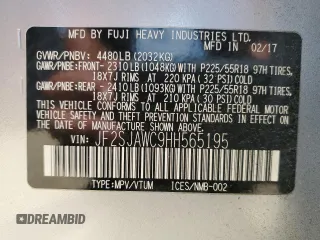 MFD BY FUJI HEAVY INDUSTRIES LTD.
MFD IN 02/17
GVWR/PNBV: 4480LB (2032KG)
GAWR/PNBE:FRONT- 2310LB(1048KG)WITH P225/55R18 97H TIRES.
18X7J RIMS AT 220 KPA(32 PSI)COLD
GAWR/PNBE:REAR- 2410LB(1093KG)WITH P225/55R18 97H TIRES.
18X7J RIMS AT 210 KPA(30 PSI)COLD
THIS VEHICLE CONFORMS TO ALL APPLICABLE FEDERAL MOTOR
VEHICLE SAFETY, BUMPER, AND THEFT PREVENTION STANDARDS
IN EFFECT ON THE DATE OF MANUFACTURE SHOWN ABOVE.
VIN: JF2SJAWC9HH565195
TYPE:MPV/VTUM ICES/NMB-002
© DREAMBID.COM